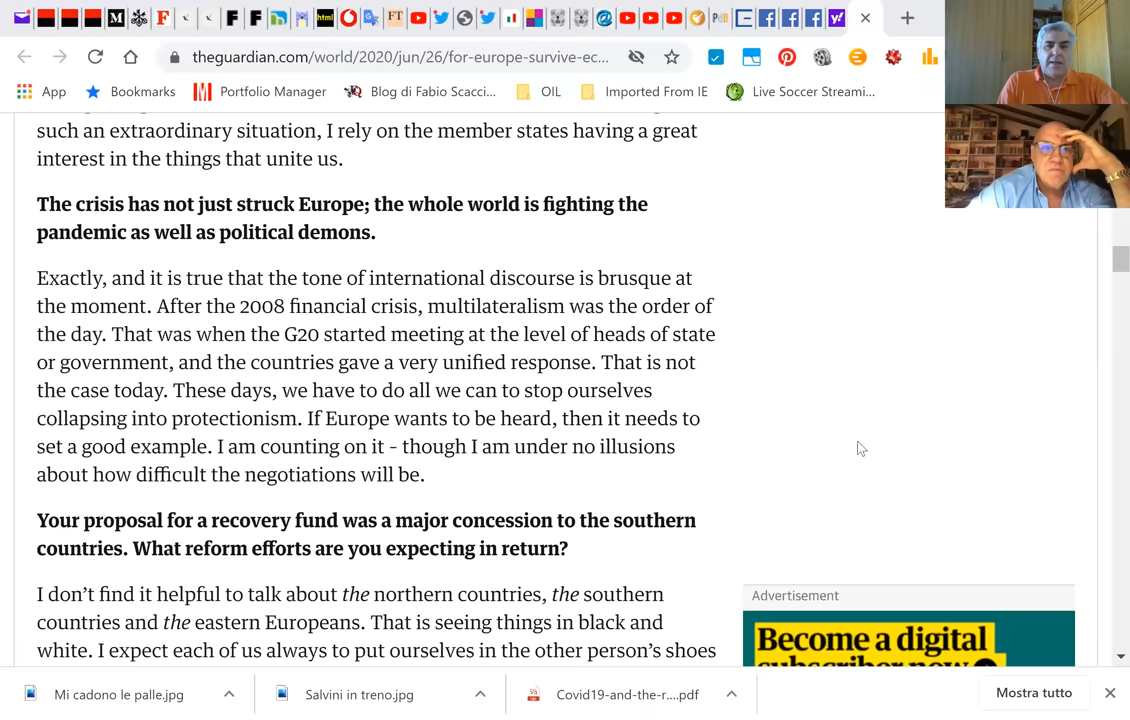 M
F
F
F
html
FT
PdB
theguardian.com/world/2020/jun/26/for-europe-survive-ec...
App
Bookmarks
Portfolio Manager
Blog di Fabio Scacci...
OIL
Imported From IE
Live Soccer Streami...
such an extraordinary situation, I rely on the member states having a great
interest in the things that unite us.
The crisis has not just struck Europe; the whole world is fighting the
pandemic as well as political demons.
Exactly, and it is true that the tone of international discourse is brusque at
the moment. After the 2008 financial crisis, multilateralism was the order of
the day. That was when the G20 started meeting at the level of heads of state
or government, and the countries gave a very unified response. That is not
the case today. These days, we have to do all we can to stop ourselves
collapsing into protectionism. If Europe wants to be heard, then it needs to
set a good example. I am counting on it – though I am under no illusions
about how difficult the negotiations will be.
Your proposal for a recovery fund was a major concession to the southern
countries. What reform efforts are you expecting in return?
I don’t find it helpful to talk about the northern countries, the southern
countries and the eastern Europeans. That is seeing things in black and
white. I expect each of us always to put ourselves in the other person’s shoes
Advertisement
Become a digital
subscriber now
Mi cadono le palle.jpg
Salvini in treno.jpg
Covid19-and-the-r....pdf
Mostra tutto